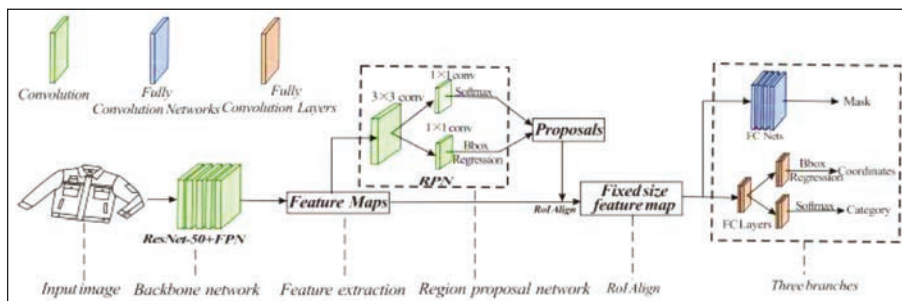 Convolution
Fully
Convolution Networks
Fully
Convolution Layers
1×1 conv
Softmax
3×3 conv
1×1 conv
Bbox
Regression
RPN
Proposals
FC Nets
Mask
ResNet-50+FPN
Feature Maps
RoI Align
Fixed size
feature map
FC Layers
Bbox
Regression
Coordinates
Softmax
Category
Input image
Backbone network
Feature extraction
Region proposal network
RoI Align
Three branches